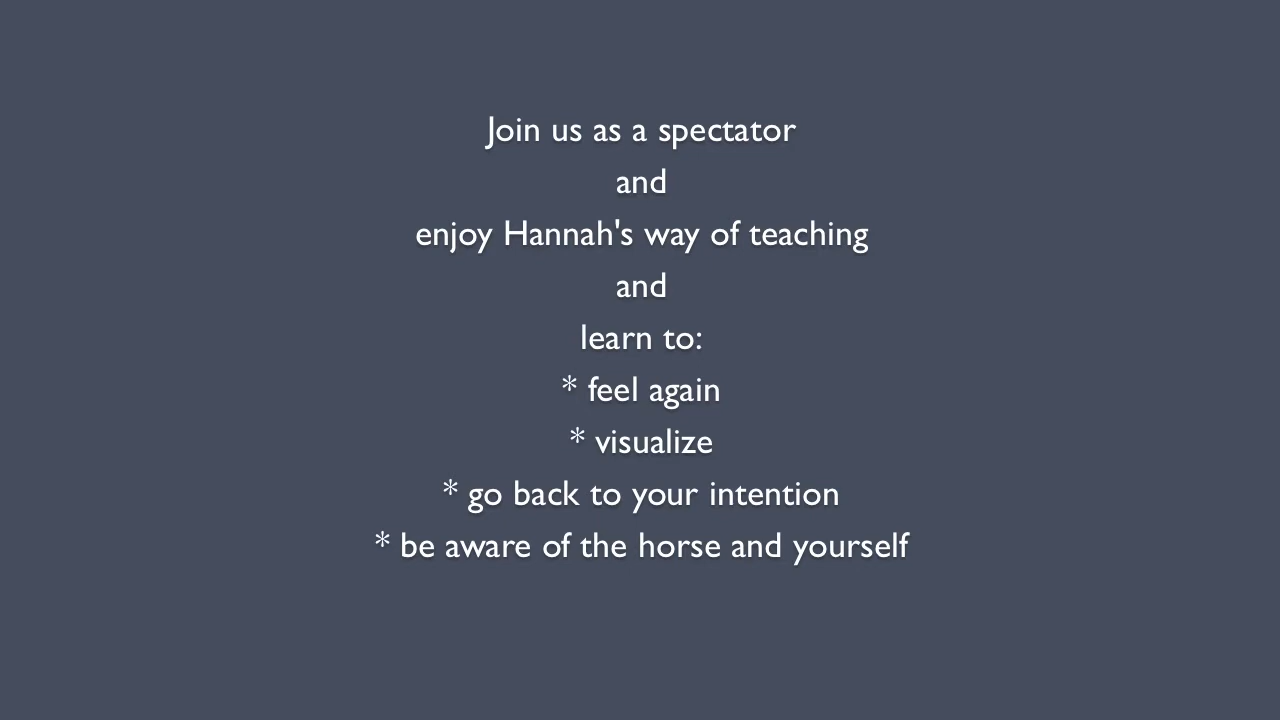 Join us as a spectator
and
enjoy Hannah's way of teaching
and
learn to:
* feel again
* visualize
* go back to your intention
* be aware of the horse and yourself